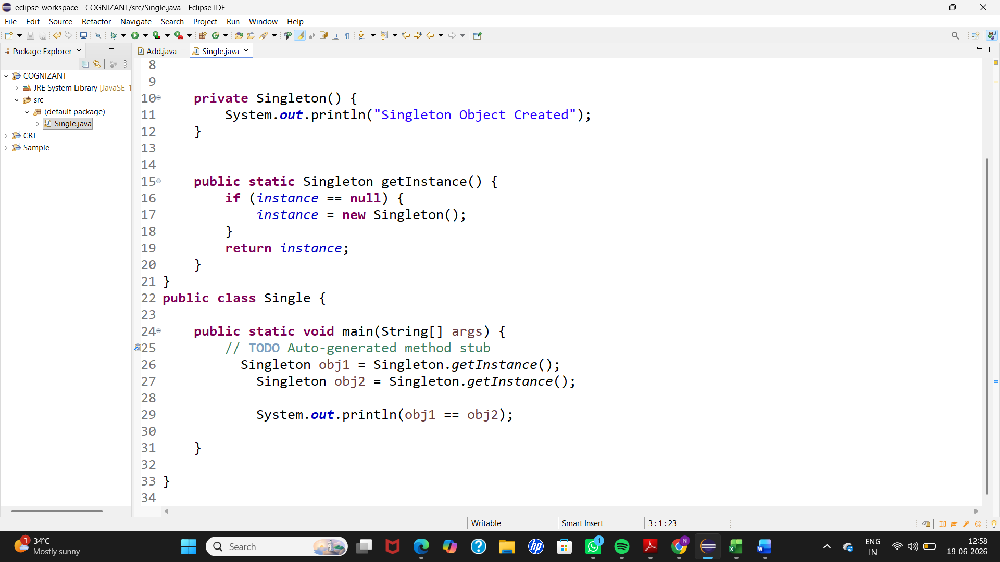 eclipse-workspace - COGNIZANT/src/Single.java - Eclipse IDE
File Edit Source Refactor Navigate Search Project Run Window Help
Package Explorer
Add.java
Single.java
COGNIZANT
JRE System Library [JavaSE-1
src
(default package)
Single.java
CRT
Sample
8
9
10 private Singleton() {
11 System.out.println("Singleton Object Created");
12 }
13
14
15 public static Singleton getInstance() {
16 if (instance == null) {
17 instance = new Singleton();
18 }
19 return instance;
20 }
21 }
22 public class Single {
23
24 public static void main(String[] args) {
25 // TODO Auto-generated method stub
26 Singleton obj1 = Singleton.getInstance();
27 Singleton obj2 = Singleton.getInstance();
28
29 System.out.println(obj1 == obj2);
30
31 }
32
33 }
34
Writable Smart Insert 3 : 1 : 23
1
34°C
Mostly sunny
Search
hp
1
N
ENG
IN
12:58
19-06-2026